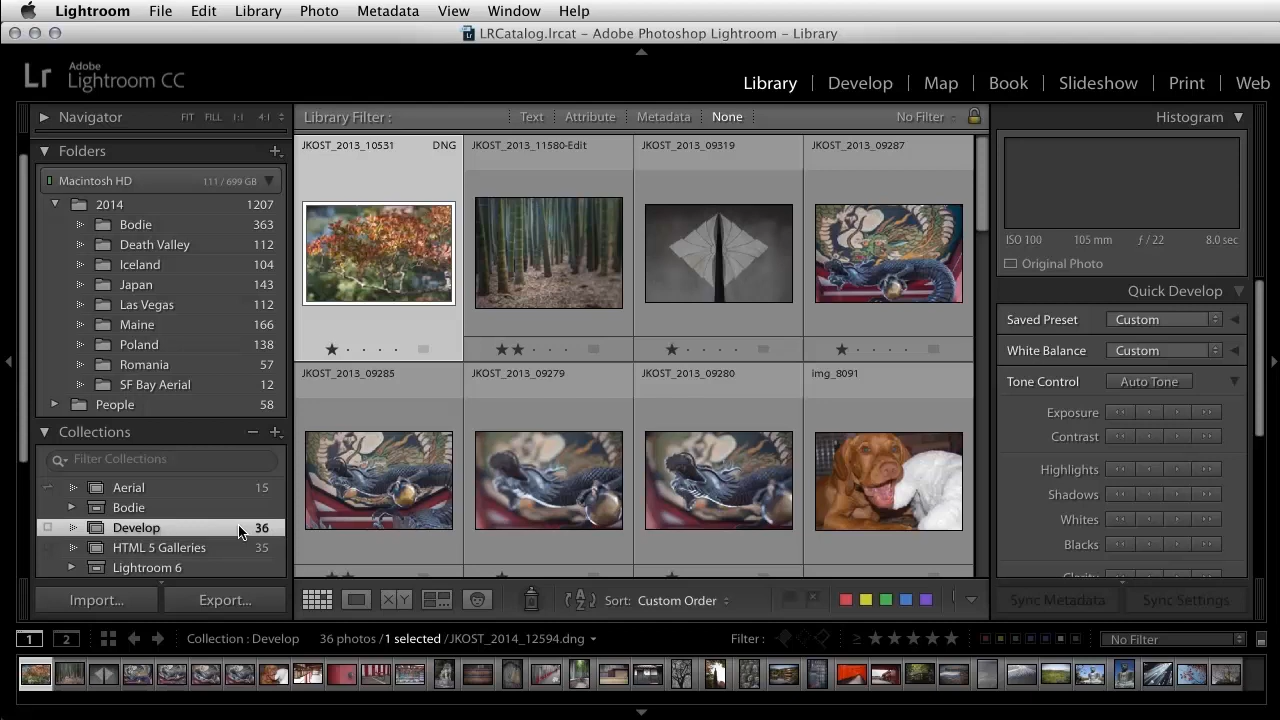 Lightroom File Edit Library Photo Metadata View Window Help
LRCatalog.lrcat - Adobe Photoshop Lightroom - Library
Lr Adobe Lightroom CC
Library | Develop | Map | Book | Slideshow | Print | Web
Navigator FIT FILL 1:1 4:1
Folders
Macintosh HD 111 / 699 GB
2014 1207
Bodie 363
Death Valley 112
Iceland 104
Japan 143
Las Vegas 112
Maine 166
Poland 138
Romania 57
SF Bay Aerial 12
People 58
Collections
Filter Collections
Aerial 15
Bodie
Develop 36
HTML 5 Galleries 35
Lightroom 6
Import... Export...
Library Filter : Text Attribute Metadata None No Filter
JKOST_2013_10531 DNG JKOST_2013_11580-Edit JKOST_2013_09319 JKOST_2013_09287
JKOST_2013_09285 JKOST_2013_09279 JKOST_2013_09280 img_8091
XY Sort: Custom Order
Histogram
ISO 100 105 mm ƒ / 22 8.0 sec
Original Photo
Quick Develop
Saved Preset Custom
White Balance Custom
Tone Control Auto Tone
Exposure
Contrast
Highlights
Shadows
Whites
Blacks
Clarity
Sync Metadata Sync Settings
1 2 Collection : Develop 36 photos / 1 selected / JKOST_2014_12594.dng Filter : No Filter